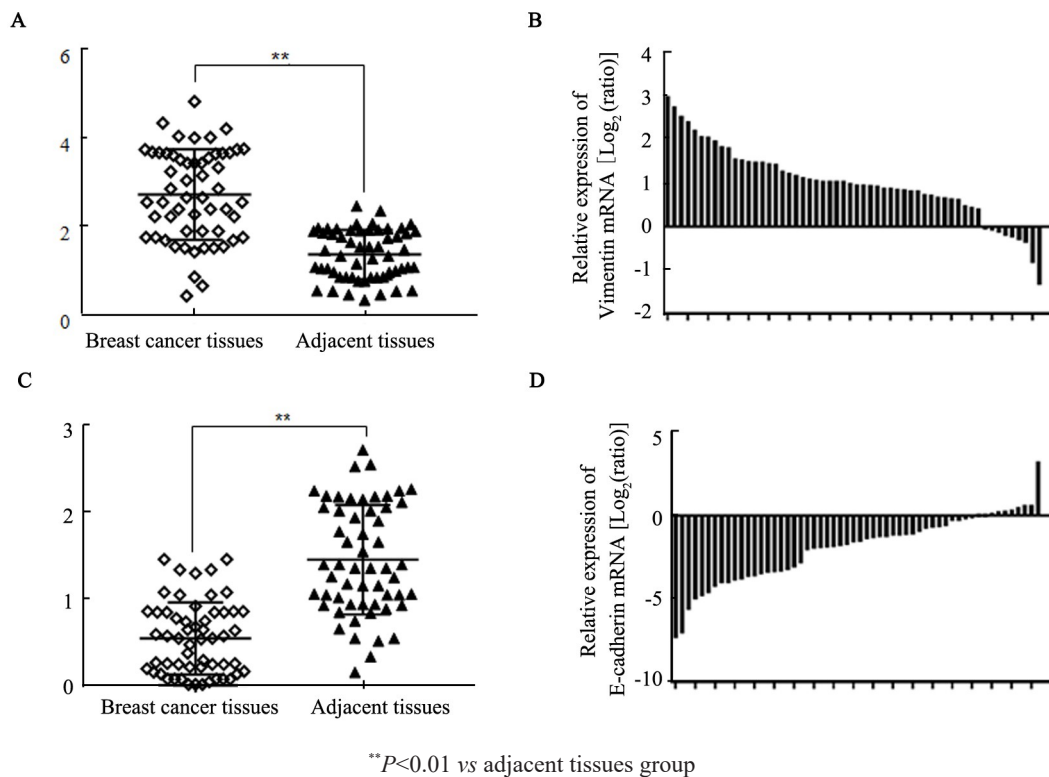 A
6
4
2
0
**
Breast cancer tissues
Adjacent tissues
B
Relative expression of
Vimentin mRNA [Log₂(ratio)]
4
3
2
1
0
-1
-2
C
3
2
1
0
**
Breast cancer tissues
Adjacent tissues
D
Relative expression of
E-cadherin mRNA [Log₂(ratio)]
5
0
-5
-10
**P<0.01 vs adjacent tissues group